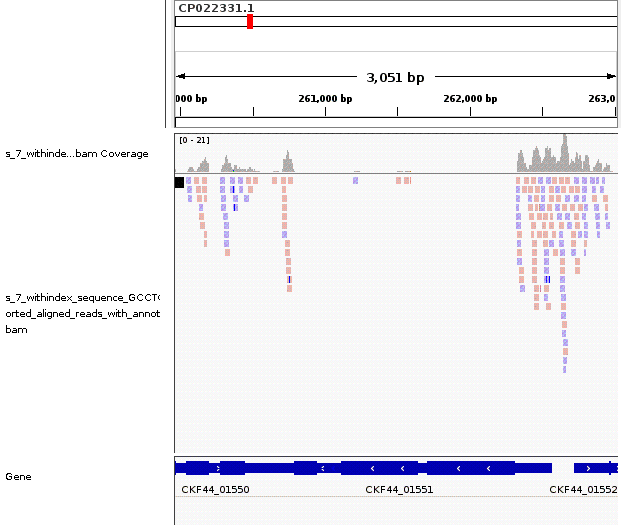 CP022331.1
3,051 bp
000 bp
261,000 bp
262,000 bp
263,0
[0 - 21]
s_7_withinde...bam Coverage
s_7_withindex_sequence_GCCT
orted_aligned_reads_with_annot
bam
Gene
CKF44_01550
CKF44_01551
CKF44_01552